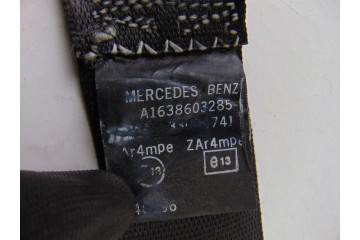 MERCEDES BENZ
A1638603285
741
Ar4mpe ZAr4mpe
13 e13